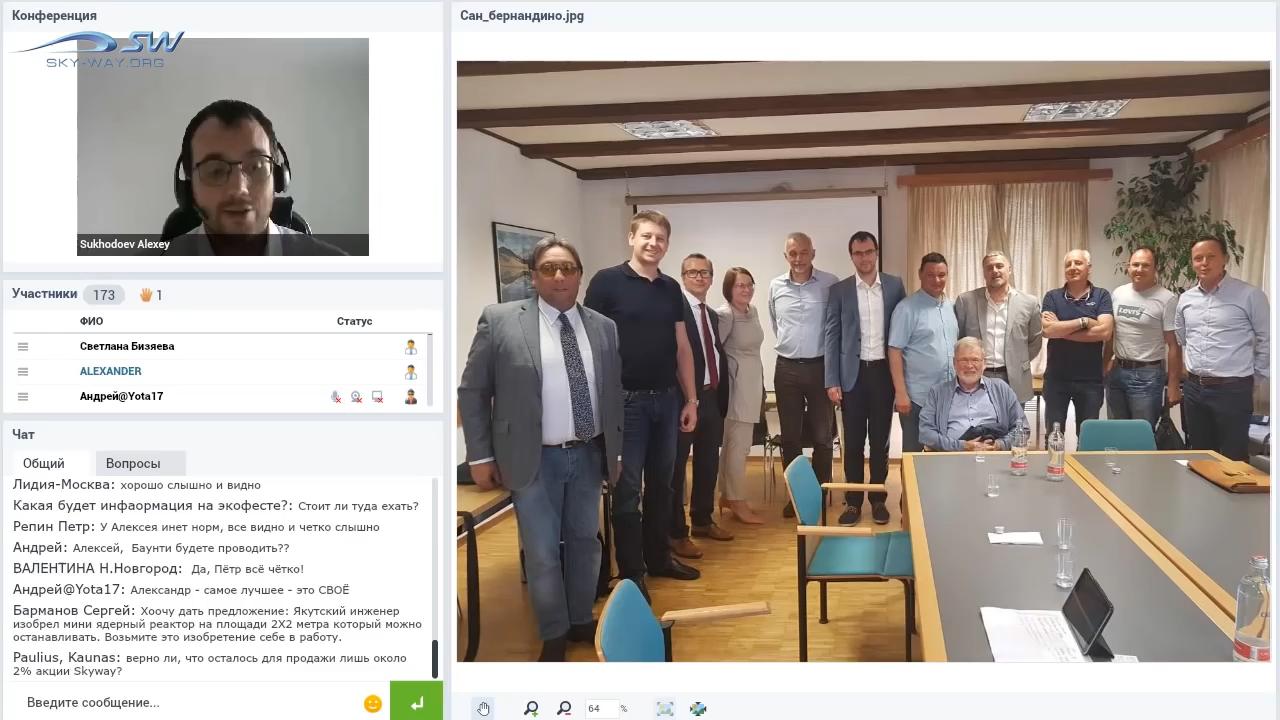 Конференция
SW
SKY-WAY.ORG
Sukhodoev Alexey
Участники 173 1
ФИО Статус
Светлана Бизяева
ALEXANDER
Андрей@Yota17
Чат
Общий Вопросы
Лидия-Москва: хорошо слышно и видно
Какая будет инфаормация на экофесте?: Стоит ли туда ехать?
Репин Петр: У Алексея инет норм, все видно и четко слышно
Андрей: Алексей, Баунти будете проводить??
ВАЛЕНТИНА Н.Новгород: Да, Пётр всё чётко!
Андрей@Yota17: Александр - самое лучшее - это СВОЁ
Барманов Сергей: Хоочу дать предложение: Якутский инженер
изобрел мини ядерный реактор на площади 2Х2 метра который можно
останавливать. Возьмите это изобретение себе в работу.
Paulius, Kaunas: верно ли, что осталось для продажи лишь около
2% акции Skyway?
Введите сообщение...
Сан_бернандино.jpg
LEVI'S
64 %